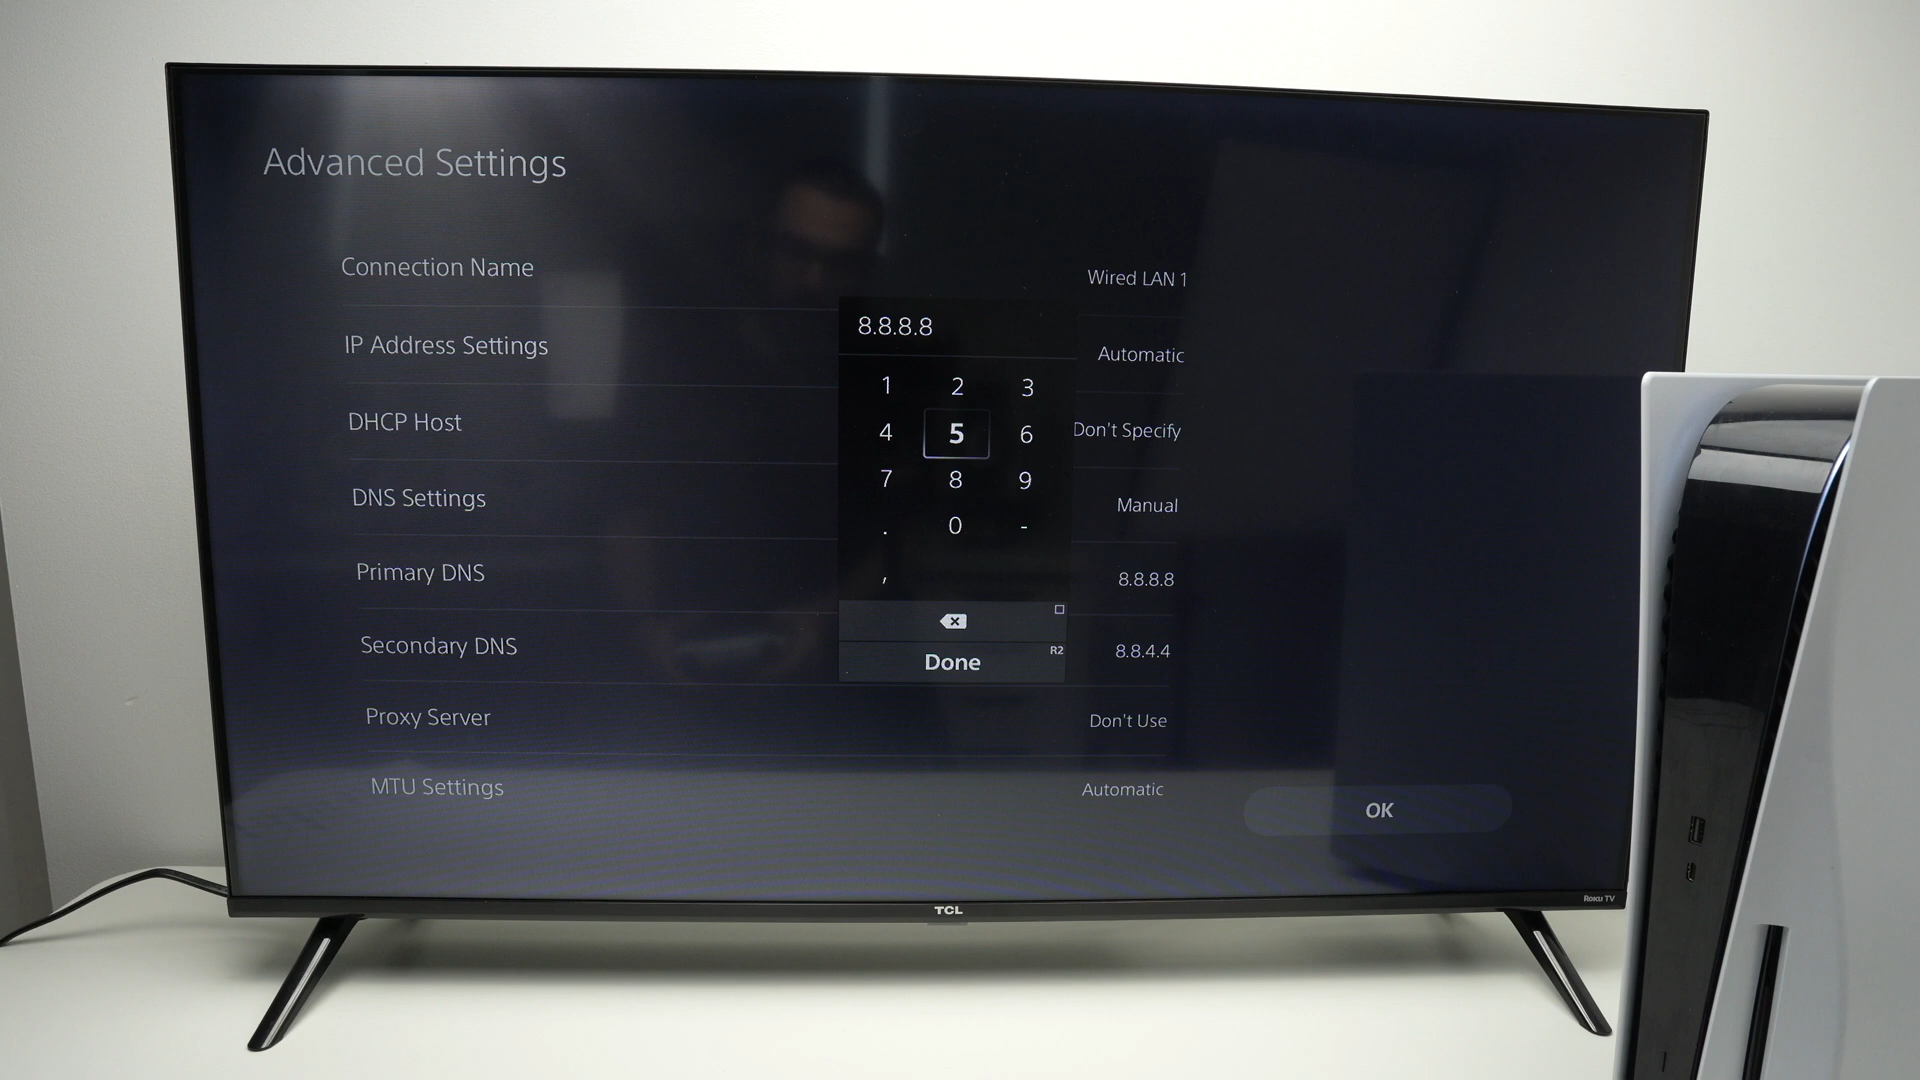 Advanced Settings
Connection Name
Wired LAN 1
IP Address Settings
Automatic
DHCP Host
Don't Specify
DNS Settings
Manual
Primary DNS
8.8.8.8
Secondary DNS
8.8.4.4
Proxy Server
Don't Use
MTU Settings
Automatic
8.8.8.8
1 2 3
4 5 6
7 8 9
. 0 -
,
Done R2
OK
TCL
Roku TV